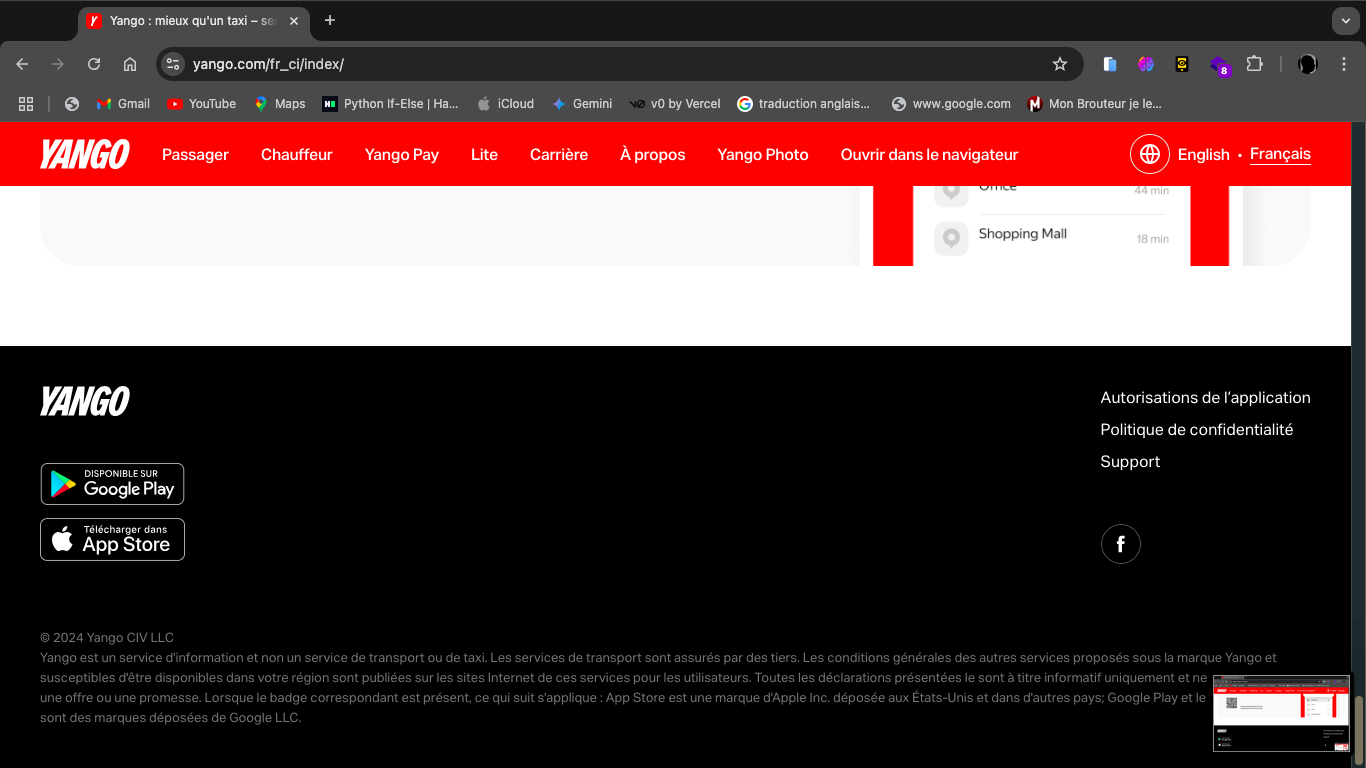 Yango : mieux qu'un taxi – se
yango.com/fr_ci/index/
8
Gmail
YouTube
Maps
Python If-Else | Ha...
iCloud
Gemini
v0 by Vercel
traduction anglais...
www.google.com
Mon Brouteur je le...
YANGO
Passager
Chauffeur
Yango Pay
Lite
Carrière
À propos
Yango Photo
Ouvrir dans le navigateur
English • Français
Office
44 min
Shopping Mall
18 min
YANGO
Autorisations de l'application
Politique de confidentialité
Support
DISPONIBLE SUR
Google Play
Télécharger dans
App Store
© 2024 Yango CIV LLC
Yango est un service d'information et non un service de transport ou de taxi. Les services de transport sont assurés par des tiers. Les conditions générales des autres services proposés sous la marque Yango et
susceptibles d'être disponibles dans votre région sont publiées sur les sites Internet de ces services pour les utilisateurs. Toutes les déclarations présentées le sont à titre informatif uniquement et ne
une offre ou une promesse. Lorsque le badge correspondant est présent, ce qui suit s'applique : App Store est une marque d'Apple Inc. déposée aux États-Unis et dans d'autres pays; Google Play et le
sont des marques déposées de Google LLC.